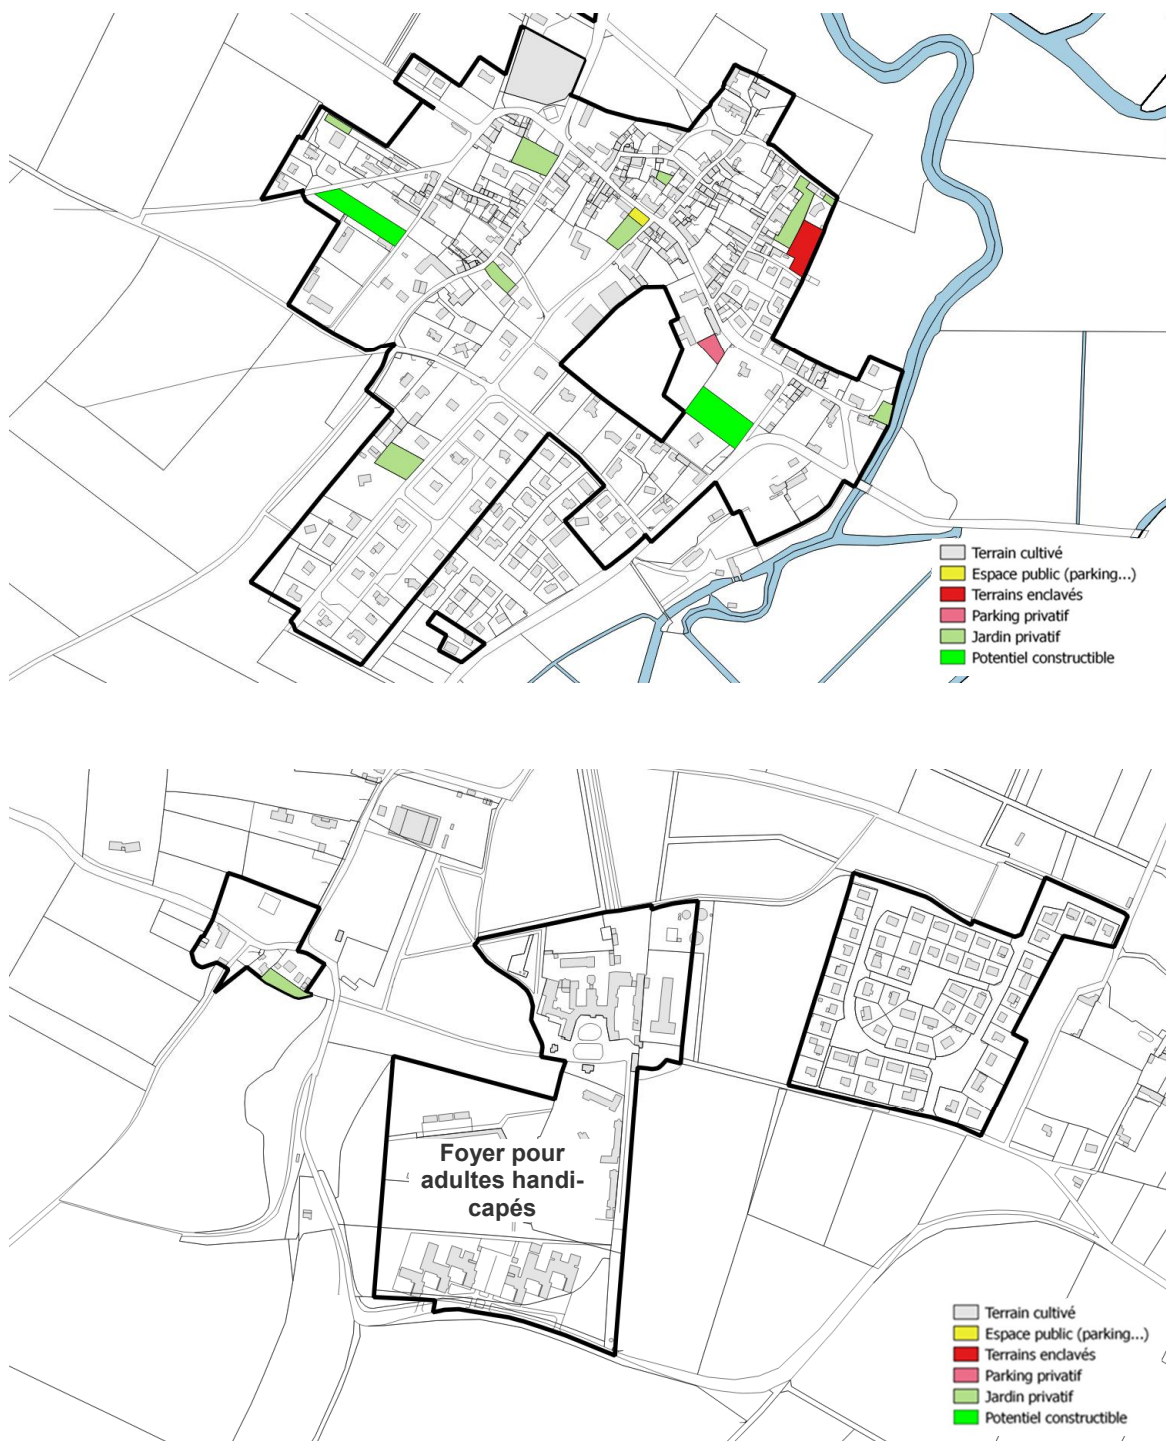 Terrain cultivé
Espace public (parking...)
Terrains enclavés
Parking privatif
Jardin privatif
Potentiel constructible
Foyer pour
adultes handi-
capés
Terrain cultivé
Espace public (parking...)
Terrains enclavés
Parking privatif
Jardin privatif
Potentiel constructible